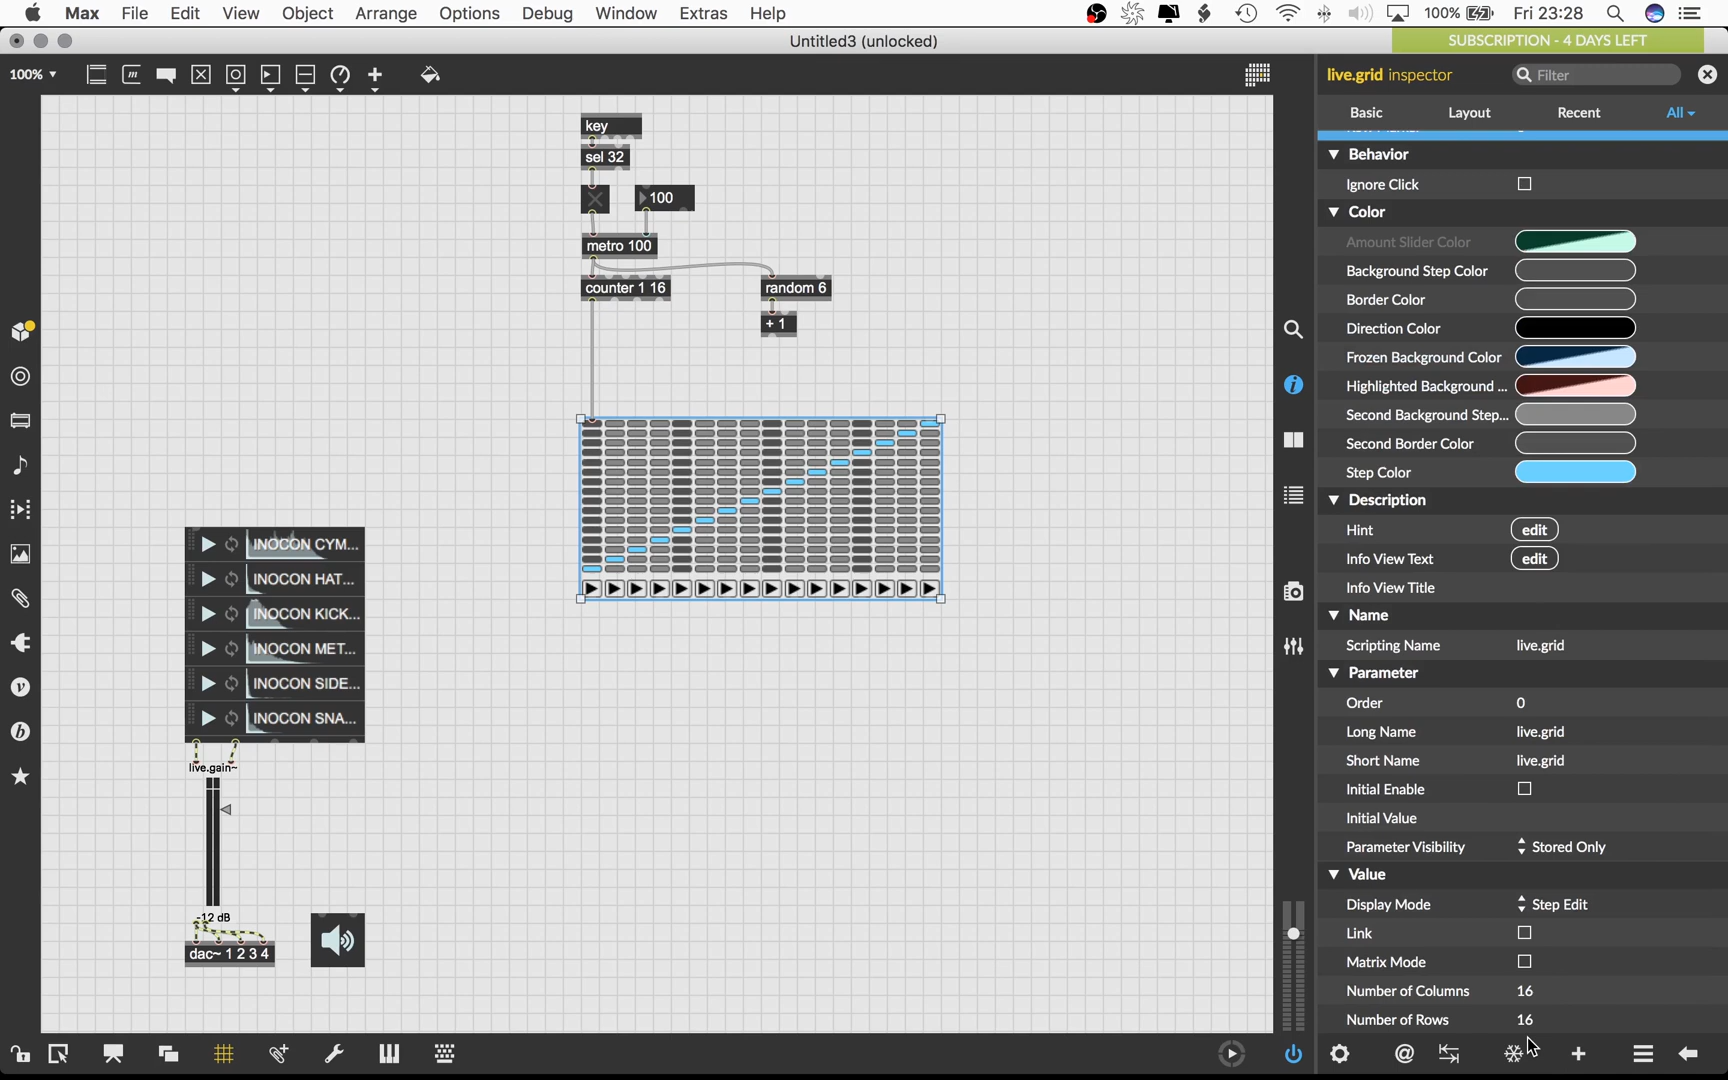 Max File Edit View Object Arrange Options Debug Window Extras Help 100% Fri 23:28
Untitled3 (unlocked)
SUBSCRIPTION - 4 DAYS LEFT
100%
live.grid inspector
Filter
Basic Layout Recent All
key
sel 32
100
metro 100
counter 1 16
random 6
+ 1
INOCON CYM...
INOCON HAT...
INOCON KICK...
INOCON MET...
INOCON SIDE...
INOCON SNA...
live.gain~
-12 dB
dac~ 1 2 3 4
Behavior
Ignore Click
Color
Amount Slider Color
Background Step Color
Border Color
Direction Color
Frozen Background Color
Highlighted Background ...
Second Background Step...
Second Border Color
Step Color
Description
Hint edit
Info View Text edit
Info View Title
Name
Scripting Name live.grid
Parameter
Order 0
Long Name live.grid
Short Name live.grid
Initial Enable
Initial Value
Parameter Visibility Stored Only
Value
Display Mode Step Edit
Link
Matrix Mode
Number of Columns 16
Number of Rows 16